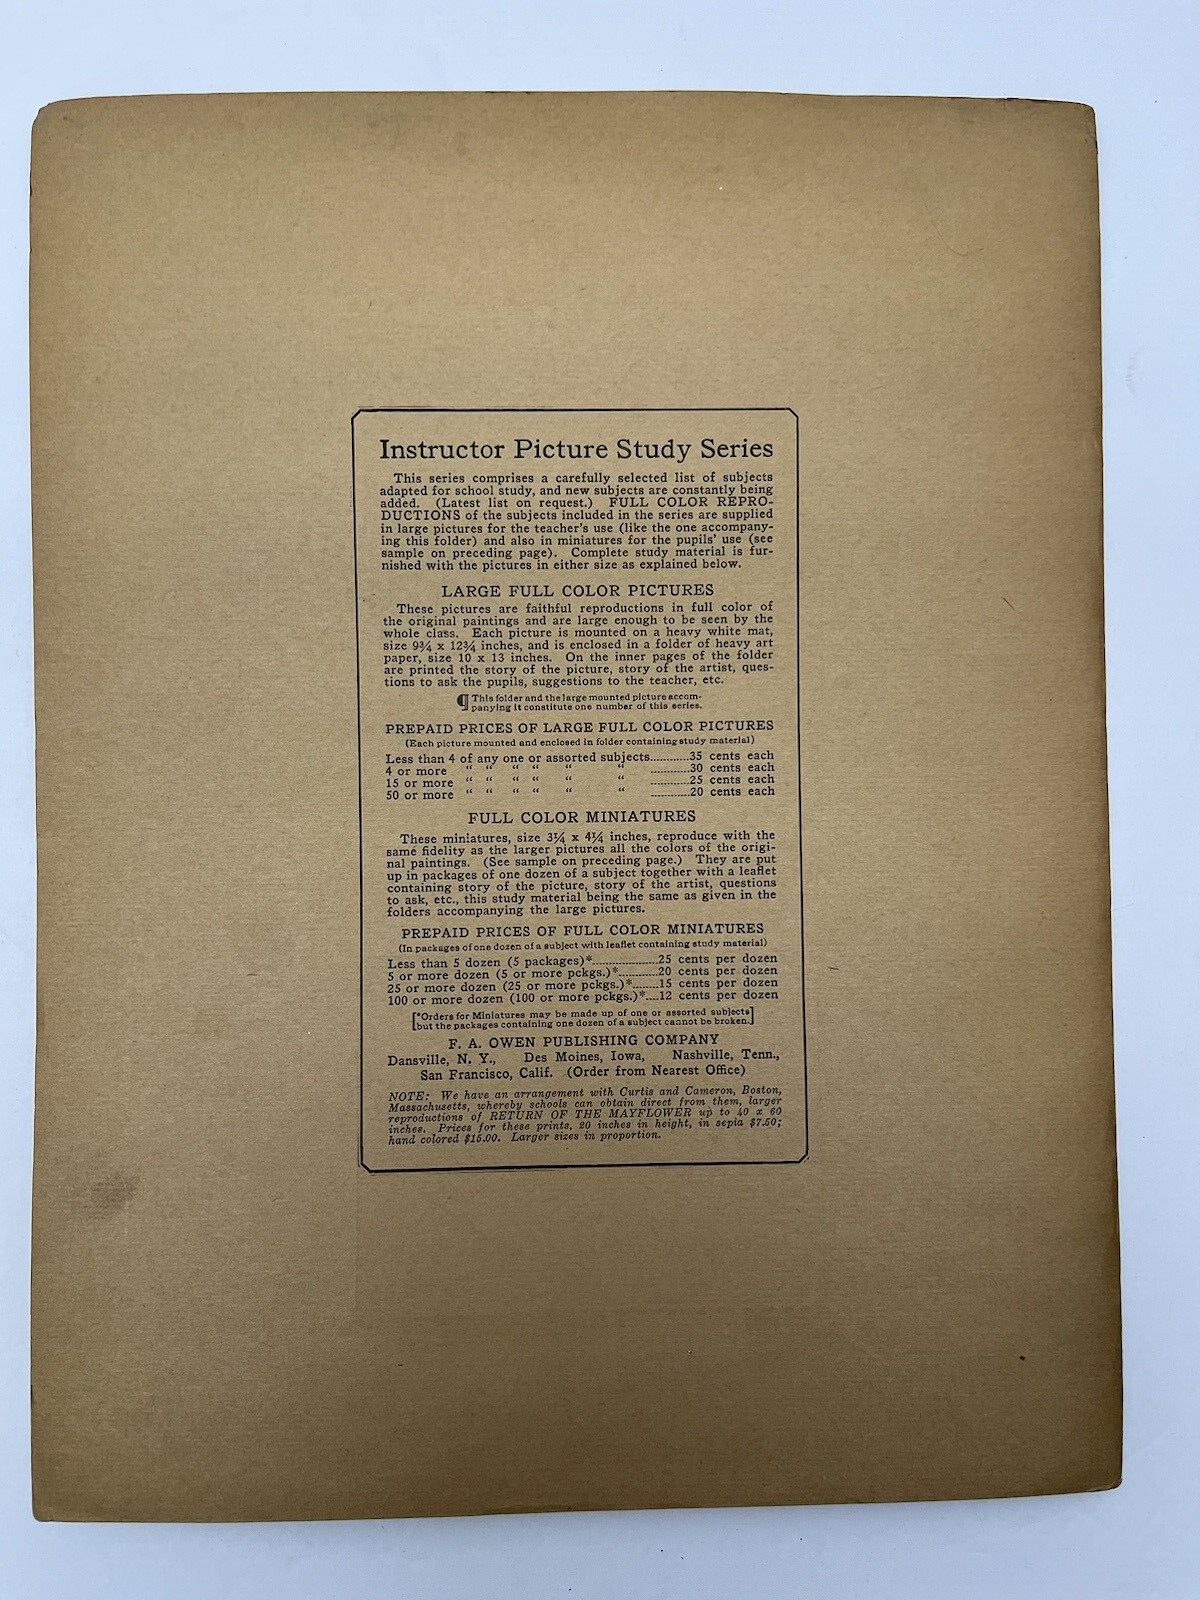 Instructor Picture Study Series
This series comprises a carefully selected list of subjects
adapted for school study, and new subjects are constantly being
added. (Latest list on request.) FULL COLOR REPRO-
DUCTIONS of the subjects included in the series are supplied
in large pictures for the teacher's use (like the one accompany-
ing this folder) and also in miniatures for the pupils' use (see
sample on preceding page). Complete study material is fur-
nished with the pictures in either size as explained below.
LARGE FULL COLOR PICTURES
These pictures are faithful reproductions in full color of
the original paintings and are large enough to be seen by the
whole class. Each picture is mounted on a heavy white mat,
size 9¾ x 12¾ inches, and is enclosed in a folder of heavy art
paper, size 10 x 13 inches. On the inner pages of the folder
are printed the story of the picture, story of the artist, ques-
tions to ask the pupils, suggestions to the teacher, etc.
¶ This folder and the large mounted picture accom-
panying it constitute one number of this series.
PREPAID PRICES OF LARGE FULL COLOR PICTURES
(Each picture mounted and enclosed in folder containing study material)
Less than 4 of any one or assorted subjects............35 cents each
4 or more " " " " " " ............30 cents each
15 or more " " " " " " ............25 cents each
50 or more " " " " " " ............20 cents each
FULL COLOR MINIATURES
These miniatures, size 3¼ x 4¼ inches, reproduce with the
same fidelity as the larger pictures all the colors of the origi-
nal paintings. (See sample on preceding page.) They are put
up in packages of one dozen of a subject together with a leaflet
containing story of the picture, story of the artist, questions
to ask, etc., this study material being the same as given in the
folders accompanying the large pictures.
PREPAID PRICES OF FULL COLOR MINIATURES
(In packages of one dozen of a subject with leaflet containing study material)
Less than 5 dozen (5 packages)*....................25 cents per dozen
5 or more dozen (5 or more pckgs.)*............20 cents per dozen
25 or more dozen (25 or more pckgs.)*........15 cents per dozen
100 or more dozen (100 or more pckgs.)*....12 cents per dozen
[*Orders for Miniatures may be made up of one or assorted subjects]
[but the packages containing one dozen of a subject cannot be broken.]
F. A. OWEN PUBLISHING COMPANY
Dansville, N. Y., Des Moines, Iowa, Nashville, Tenn.,
San Francisco, Calif. (Order from Nearest Office)
NOTE: We have an arrangement with Curtis and Cameron, Boston,
Massachusetts, whereby schools can obtain direct from them, larger
reproductions of RETURN OF THE MAYFLOWER up to 40 x 60
inches. Prices for these prints, 20 inches in height, in sepia $7.50;
hand colored $15.00. Larger sizes in proportion.